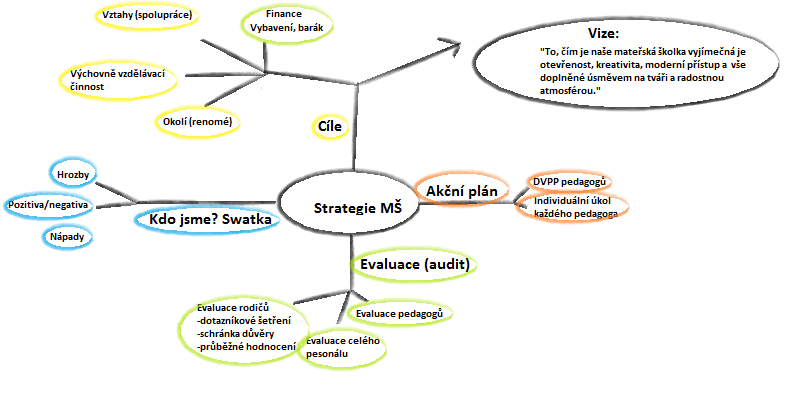 Vztahy (spolupráce)
Finance
Vybavení, barák
Výchovně vzdělávací
činnost
Okolí (renomé)
Cíle
Vize:
"To, čím je naše mateřská školka vyjímečná je
otevřenost, kreativita, moderní přístup a vše
doplněné úsměvem na tváři a radostnou
atmosférou."
Hrozby
Pozitiva/negativa
Nápady
Kdo jsme? Swatka
Strategie MŠ
Akční plán
DVPP pedagogů
Individuální úkol
každého pedagoga
Evaluace (audit)
Evaluace rodičů
-dotazníkové šetření
-schránka důvěry
-průběžné hodnocení
Evaluace celého
pesonálu
Evaluace pedagogů